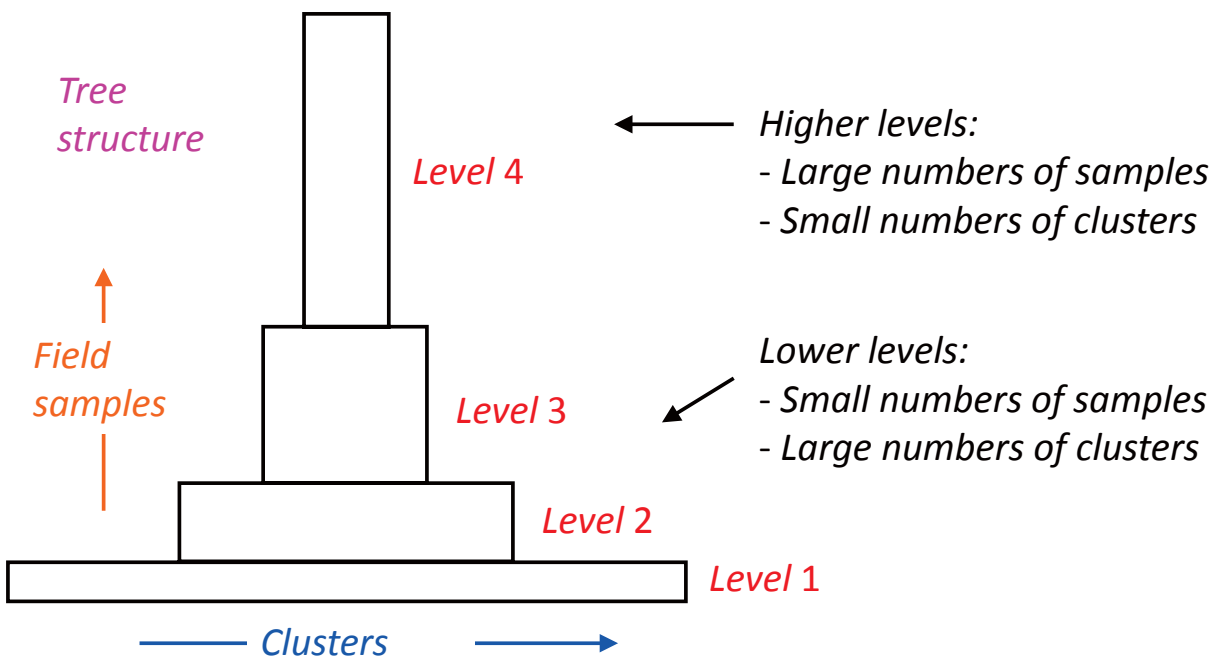 Tree
structure
Level 4
Higher levels:
- Large numbers of samples
- Small numbers of clusters
Field
samples
Level 3
Lower levels:
- Small numbers of samples
- Large numbers of clusters
Level 2
Level 1
Clusters